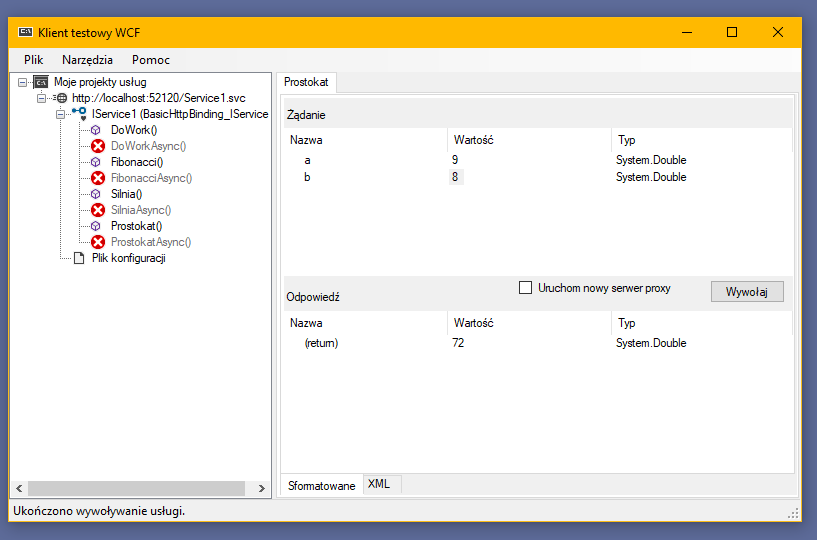 Klient testowy WCF
Plik Narzędzia Pomoc
Moje projekty usług
http://localhost:52120/Service1.svc
IService1 (BasicHttpBinding_IService
DoWork()
DoWorkAsync()
Fibonacci()
FibonacciAsync()
Silnia()
SilniaAsync()
Prostokat()
ProstokatAsync()
Plik konfiguracji
Prostokat
Żądanie
Nazwa Wartość Typ
a 9 System.Double
b 8 System.Double
Odpowiedź
Uruchom nowy serwer proxy
Wywołaj
Nazwa Wartość Typ
(return) 72 System.Double
Sformatowane XML
Ukończono wywoływanie usługi.